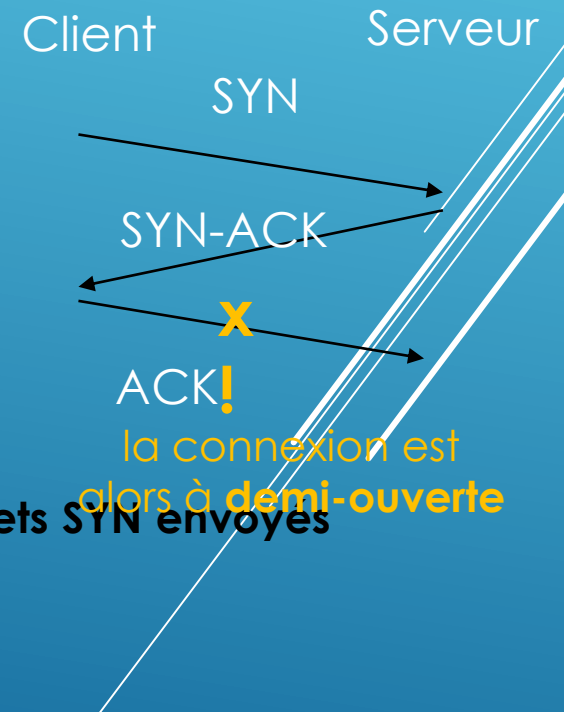 Client
Serveur
SYN
SYN-ACK
x
ACK!
la connexion est
alors à demi-ouverte
ets SYN envoyés